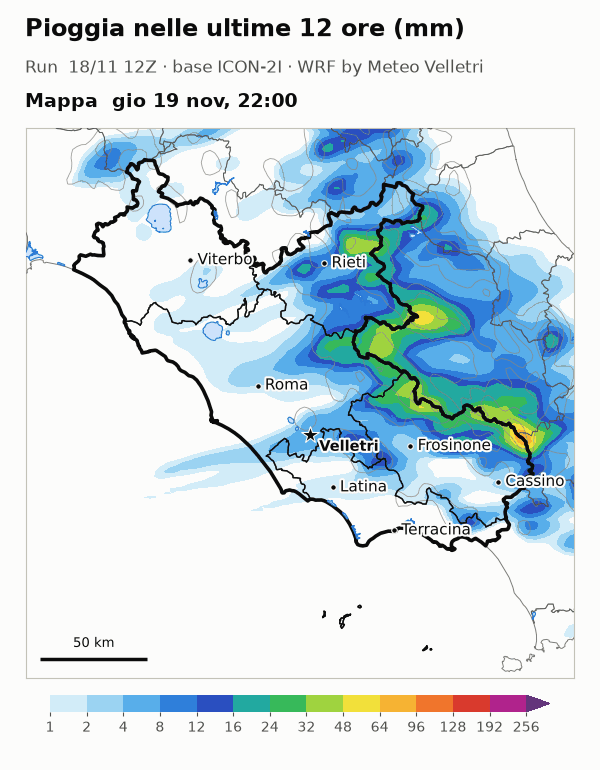 Pioggia nelle ultime 12 ore (mm)
Run 18/11 12Z · base ICON-2I · WRF by Meteo Velletri
Mappa gio 19 nov, 22:00
Viterbo
Rieti
Roma
Velletri
Frosinone
Latina
Cassino
Terracina
50 km
1 2 4 8 12 16 24 32 48 64 96 128 192 256